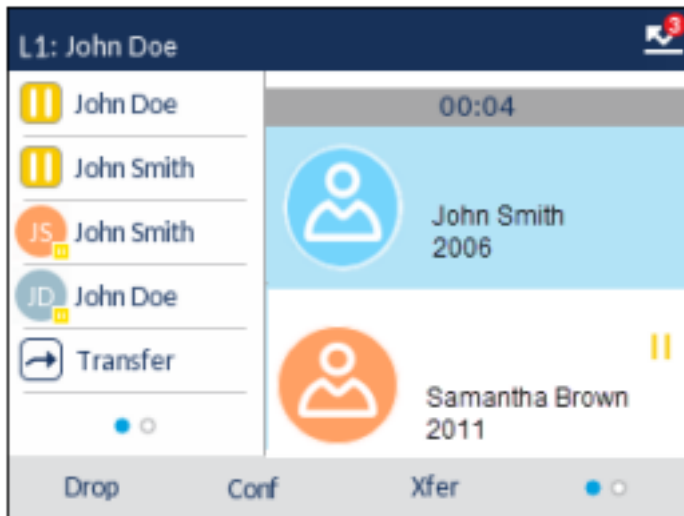 L1: John Doe
3
John Doe
John Smith
JS John Smith
JD John Doe
Transfer
00:04
John Smith
2006
Samantha Brown
2011
Drop Conf Xfer